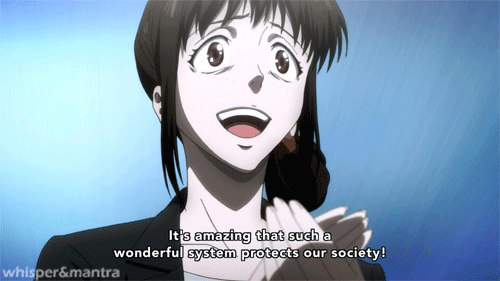 It's amazing that such a
wonderful system protects our society!
whisper&mantra